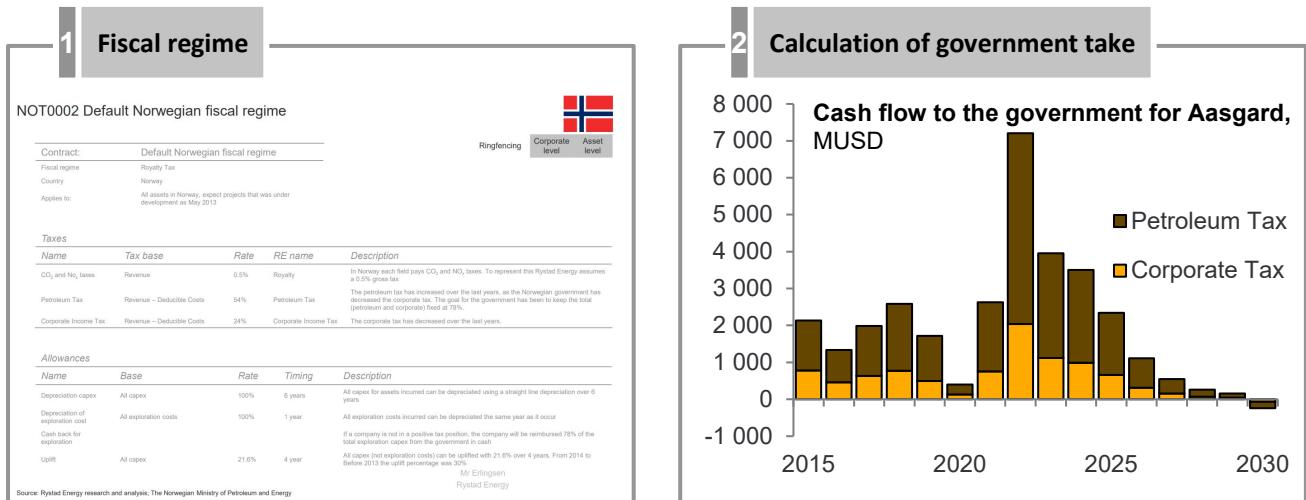 1 Fiscal regime
NOT0002 Default Norwegian fiscal regime
Ringfencing Corporate level Asset level
Contract: Default Norwegian fiscal regime
Fiscal regime Royalty Tax
Country Norway
Applies to: All assets in Norway, expect projects that was under
development as May 2013
Taxes
Name Tax base Rate RE name Description
CO₂ and Noₓ taxes Revenue 0.5% Royalty In Norway each field pays CO₂ and NOₓ taxes. To represent this Rystad Energy assumes
a 0.5% gross tax
Petroleum Tax Revenue – Deducible Costs 54% Petroleum Tax The petroleum tax has increased over the last years, as the Norwegian government has
decreased the corporate tax. The goal for the government has been to keep the total
(petroleum and corporate) fixed at 78%.
Corporate Income Tax Revenue – Deducible Costs 24% Corporate Income Tax The corporate tax has decreased over the last years.
Allowances
Name Base Rate Timing Description
Depreciation capex All capex 100% 6 years All capex for assets incurred can be depreciated using a straight line depreciation over 6
years
Depreciation of
exploration cost All exploration costs 100% 1 year All exploration costs incurred can be depreciated the same year as it occur
Cash back for
exploration If a company is not in a positive tax position, the company will be reimbursed 78% of the
total exploration capex from the government in cash
Uplift All capex 21.6% 4 year All capex (not exploration costs) can be uplifted with 21.6% over 4 years. From 2014 to
Before 2013 the uplift percentage was 30%
Mr Erlingsen
Rystad Energy
Source: Rystad Energy research and analysis; The Norwegian Ministry of Petroleum and Energy
2 Calculation of government take
Cash flow to the government for Aasgard,
MUSD
8 000
7 000
6 000
5 000
4 000
3 000
2 000
1 000
0
-1 000
Petroleum Tax
Corporate Tax
2015 2020 2025 2030